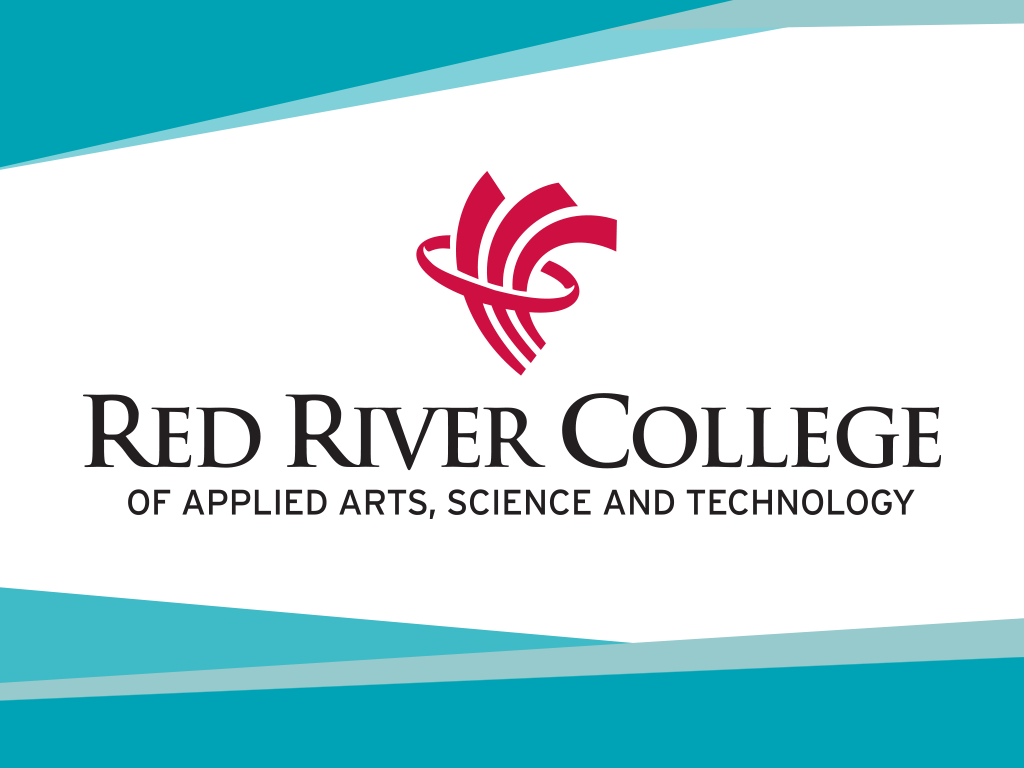 RED RIVER COLLEGE
OF APPLIED ARTS, SCIENCE AND TECHNOLOGY